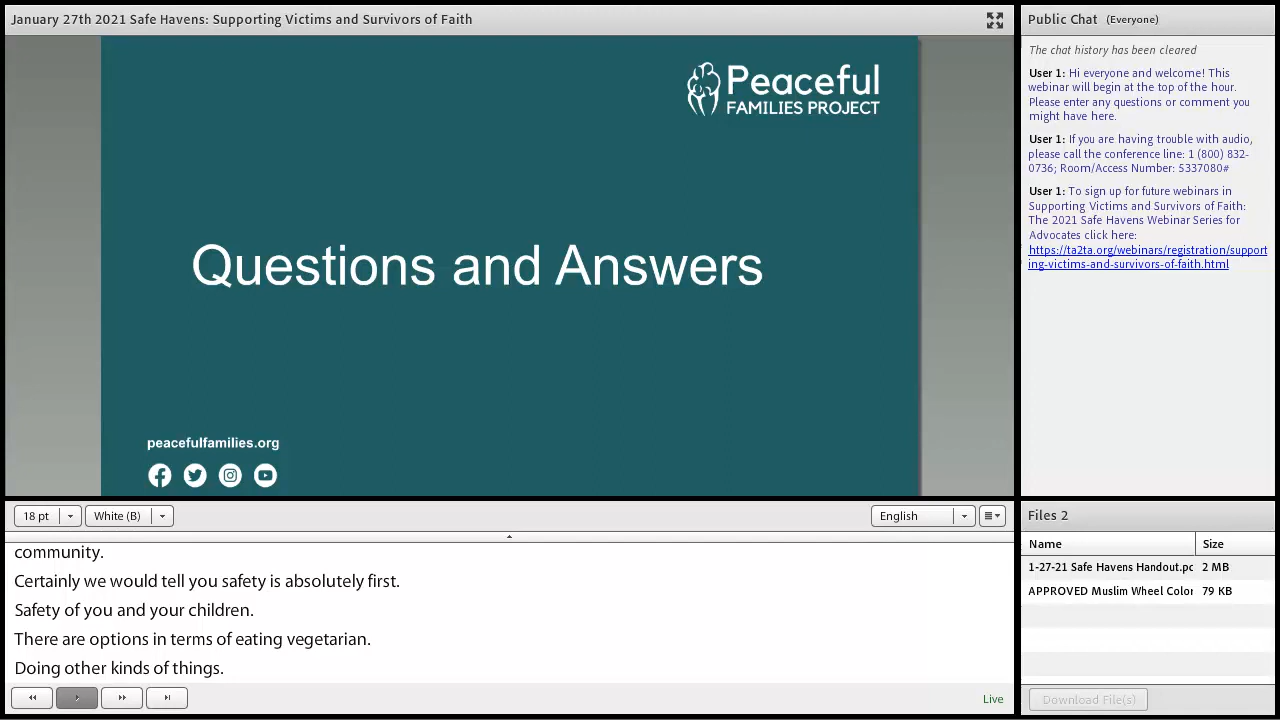 January 27th 2021 Safe Havens: Supporting Victims and Survivors of Faith
Peaceful
FAMILIES PROJECT
Questions and Answers
peacefulfamilies.org
Public Chat (Everyone)
The chat history has been cleared
User 1: Hi everyone and welcome! This
webinar will begin at the top of the hour.
Please enter any questions or comment you
might have here.
User 1: If you are having trouble with audio,
please call the conference line: 1 (800) 832-
0736; Room/Access Number: 5337080#
User 1: To sign up for future webinars in
Supporting Victims and Survivors of Faith:
The 2021 Safe Havens Webinar Series for
Advocates click here:
https://ta2ta.org/webinars/registration/support
ing-victims-and-survivors-of-faith.html
18 pt
White (B)
English
community.
Certainly we would tell you safety is absolutely first.
Safety of you and your children.
There are options in terms of eating vegetarian.
Doing other kinds of things.
Live
Files 2
Name Size
1-27-21 Safe Havens Handout.pc 2 MB
APPROVED Muslim Wheel Color 79 KB
Download File(s)